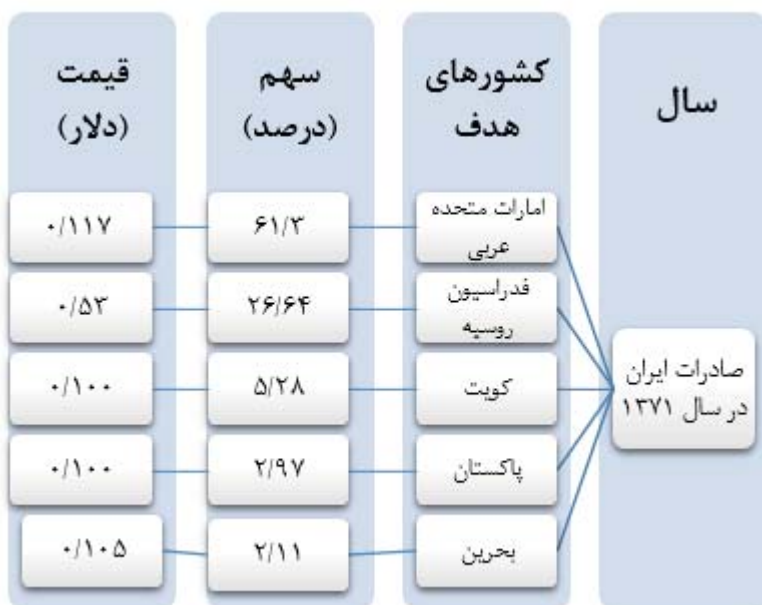 سال
کشورهای
هدف
سهم
(درصد)
قیمت
(دلار)
صادرات ایران
در سال ۱۳۷۱
امارات متحده
عربی
۶۱/۳
۰/۱۱۷
فدراسیون
روسیه
۲۶/۶۴
۰/۵۳
کویت
۵/۲۸
۰/۱۰۰
پاکستان
۲/۹۷
۰/۱۰۰
بحرین
۲/۱۱
۰/۱۰۵